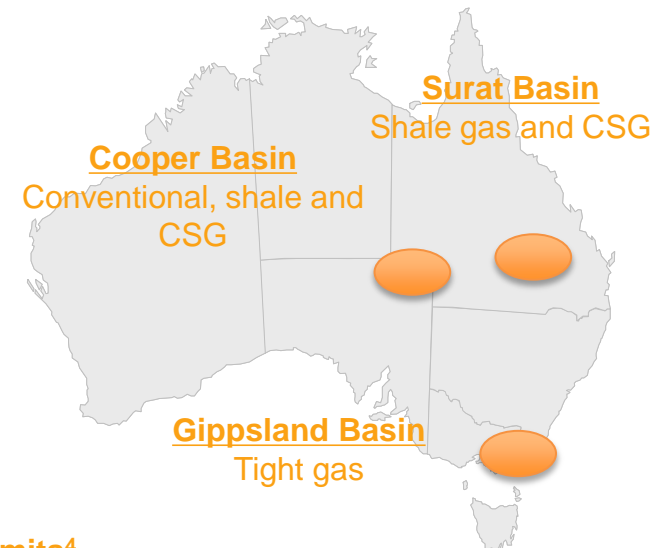 Surat Basin
Shale gas and CSG
Cooper Basin
Conventional, shale and
CSG
Gippsland Basin
Tight gas